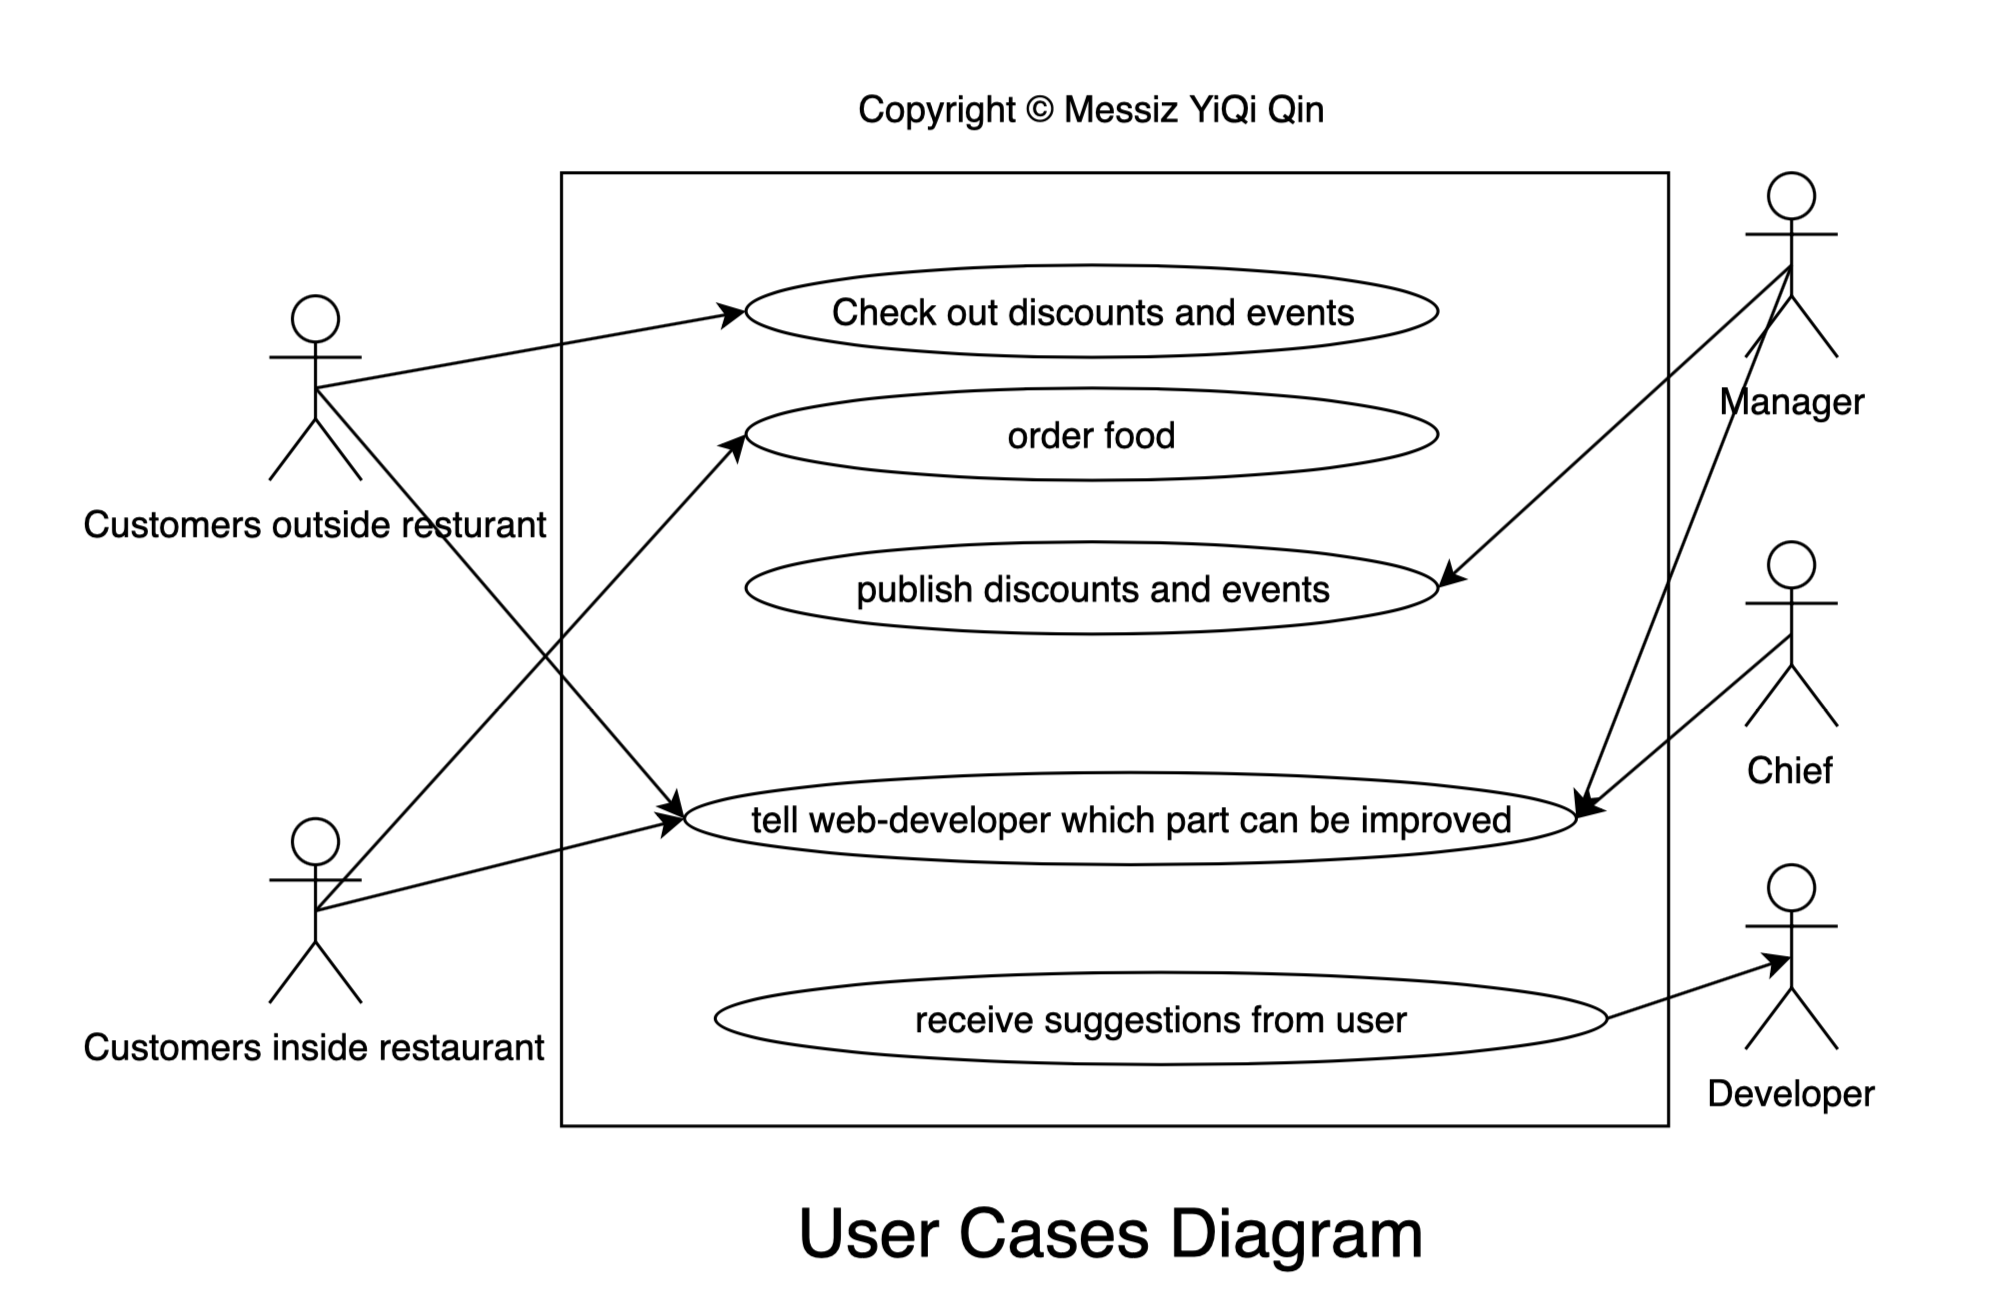 Copyright © Messiz YiQi Qin
Check out discounts and events
order food
Manager
Customers outside resturant
publish discounts and events
Chief
tell web-developer which part can be improved
receive suggestions from user
Customers inside restaurant
Developer
User Cases Diagram